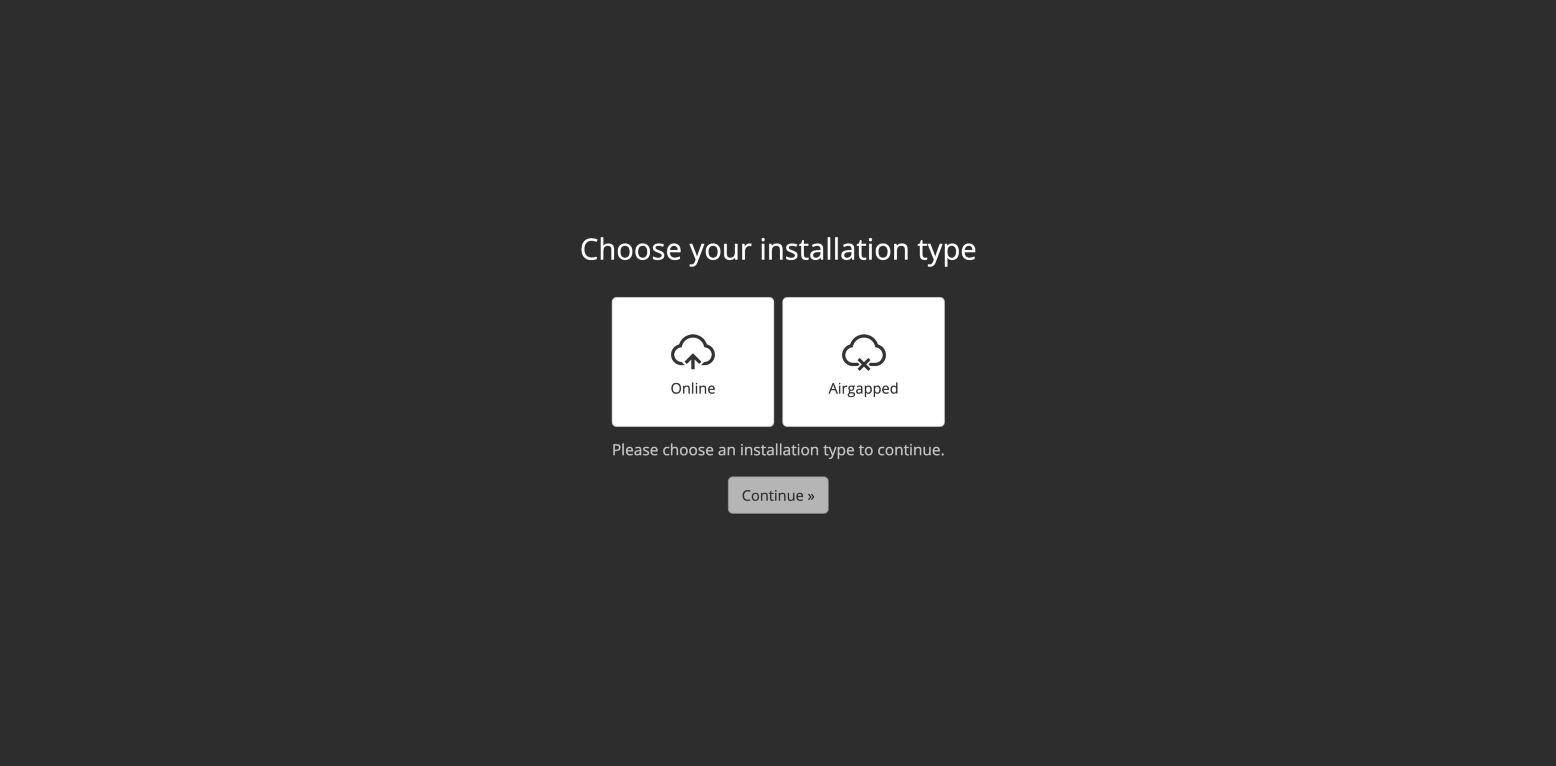 Choose your installation type
Online
Airgapped
Please choose an installation type to continue.
Continue »